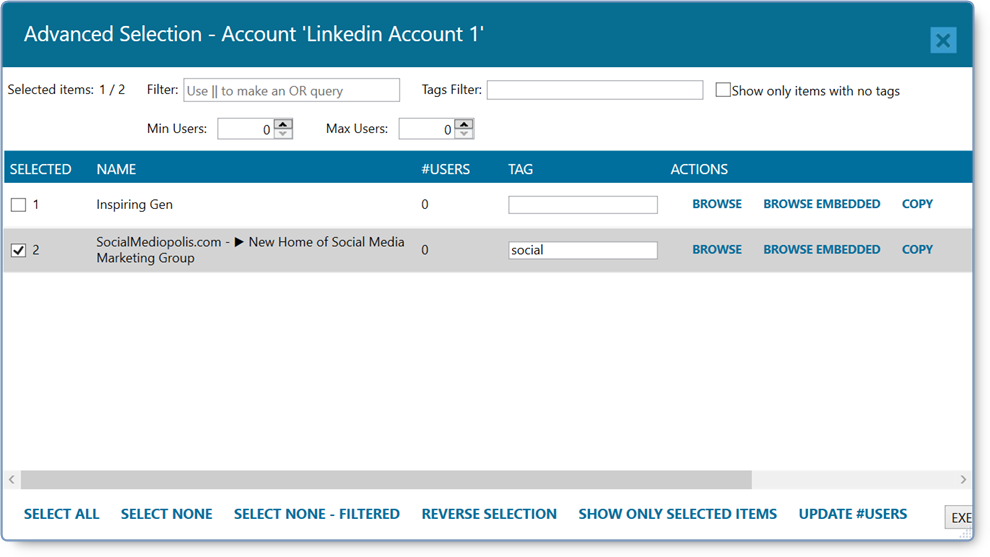 Advanced Selection - Account 'Linkedin Account 1'
Selected items: 1 / 2 Filter: Use || to make an OR query Tags Filter: Show only items with no tags
Min Users: 0 Max Users: 0
SELECTED NAME #USERS TAG ACTIONS
1 Inspiring Gen 0 BROWSE BROWSE EMBEDDED COPY
2 SocialMediopolis.com - ▶ New Home of Social Media 0 social BROWSE BROWSE EMBEDDED COPY
Marketing Group
SELECT ALL SELECT NONE SELECT NONE - FILTERED REVERSE SELECTION SHOW ONLY SELECTED ITEMS UPDATE #USERS EXE